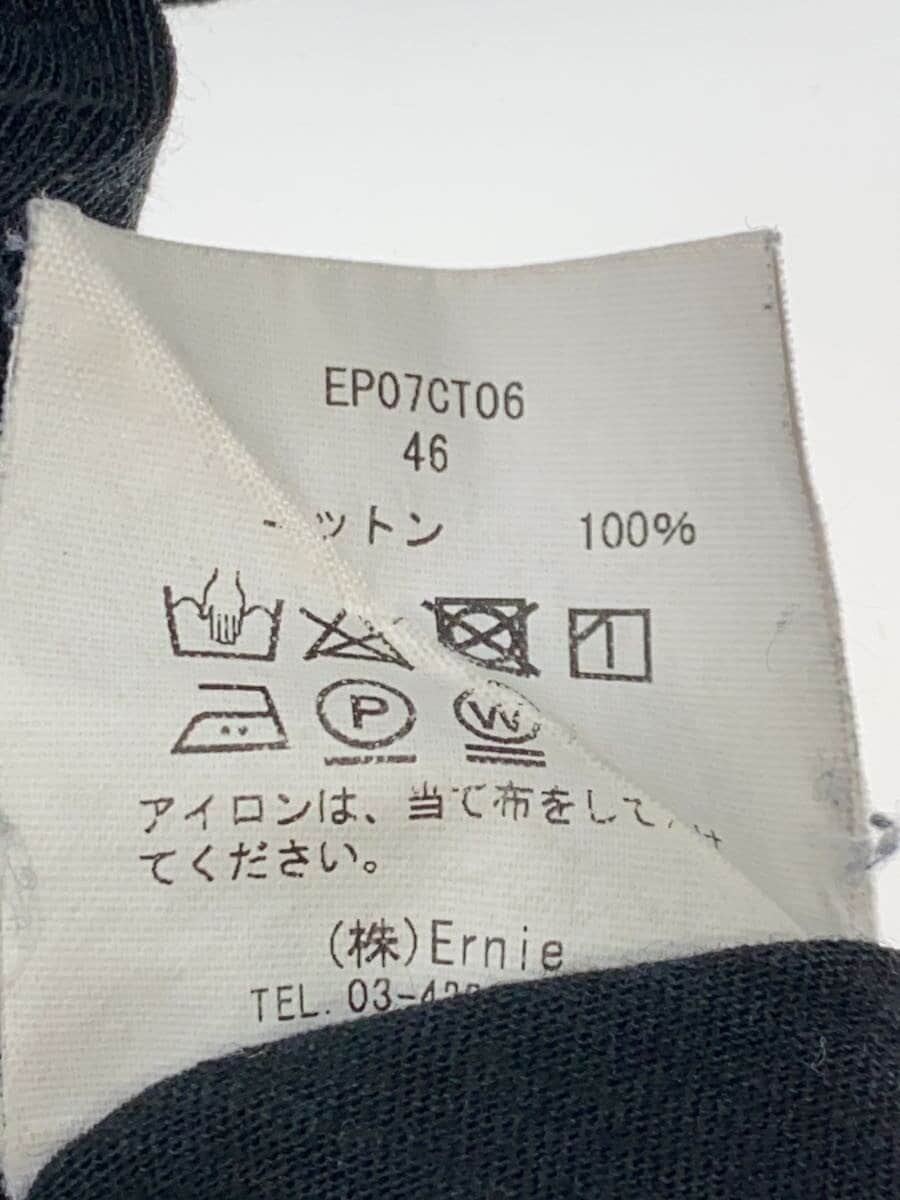 EP07CT06
46
ットン 100%
P W
アイロンは、当て布をして
てください。
(株)Ernie
TEL. 03-4